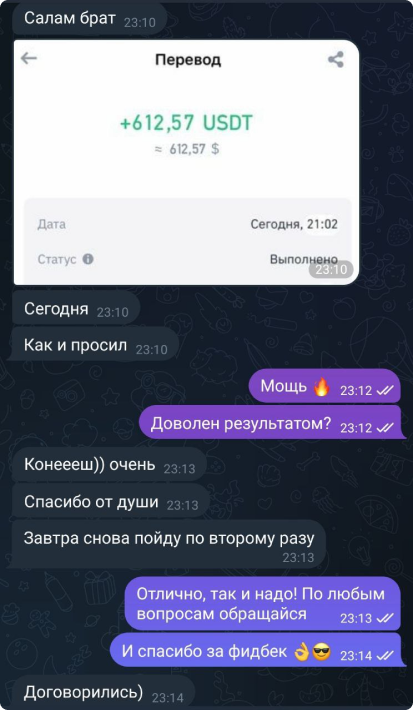 Салам брат 23:10
Перевод
+612,57 USDT
≈ 612,57 $
Дата Сегодня, 21:02
Статус Выполнено
23:10
Сегодня 23:10
Как и просил 23:10
Мощь 🔥 23:12
Доволен результатом? 23:12
Конеееш)) очень 23:13
Спасибо от души 23:13
Завтра снова пойду по второму разу
23:13
Отлично, так и надо! По любым
вопросам обращайся 23:13
И спасибо за фидбек 👌😎 23:14
Договорились) 23:14